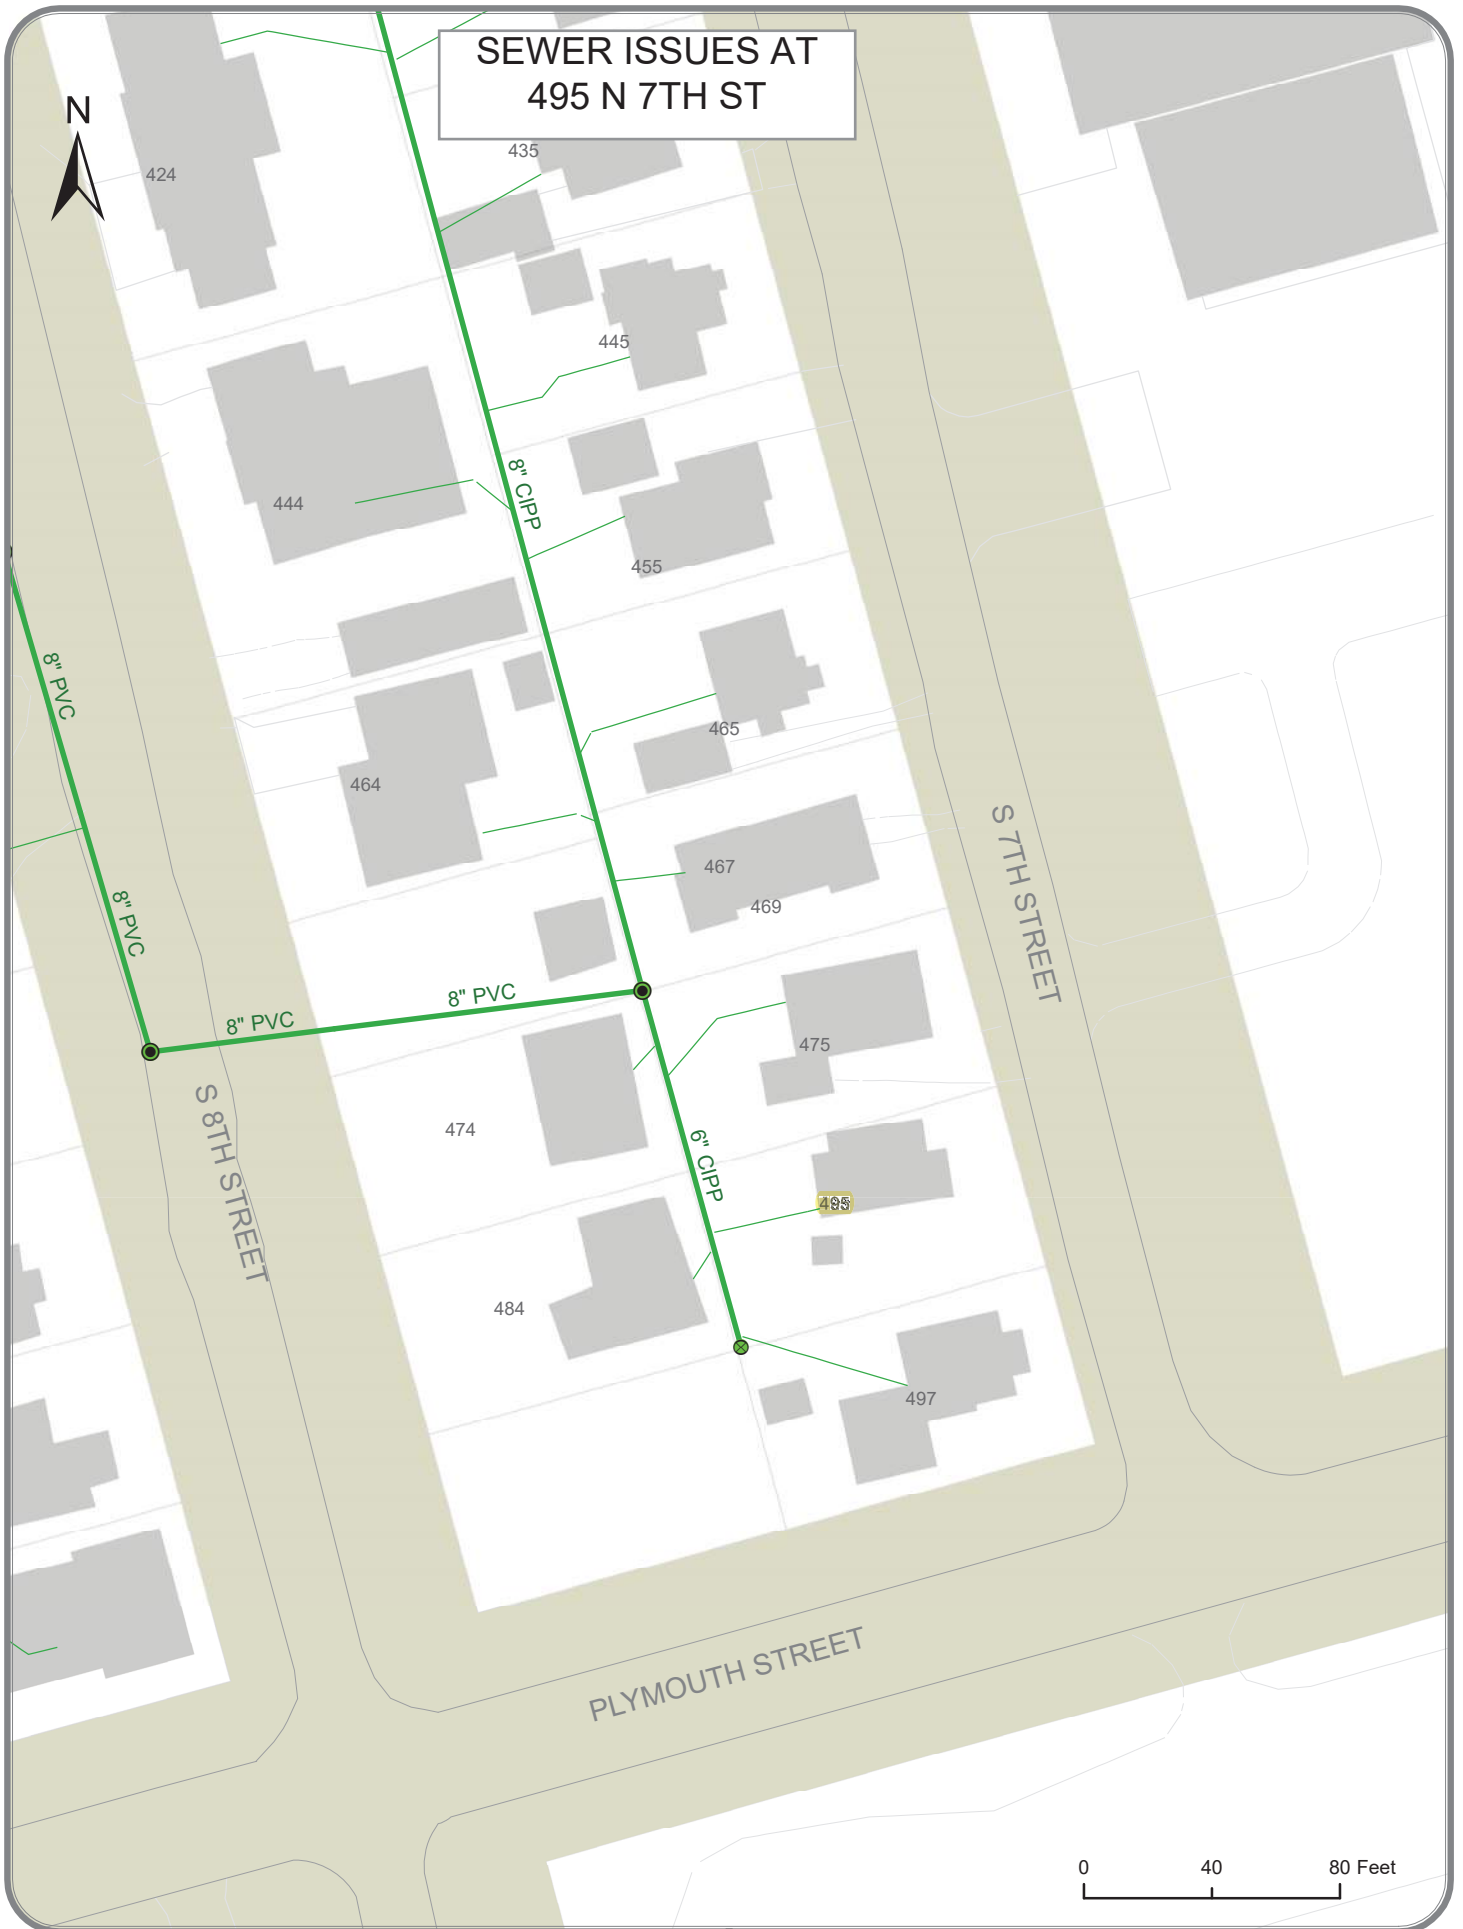 SEWER ISSUES AT
495 N 7TH ST
N
435
424
445
444
8" CIPP
455
8" PVC
465
464
S 7TH STREET
467
469
8" PVC
8" PVC
8" PVC
475
S 8TH STREET
474
6" CIPP
484
497
PLYMOUTH STREET
0 40 80 Feet